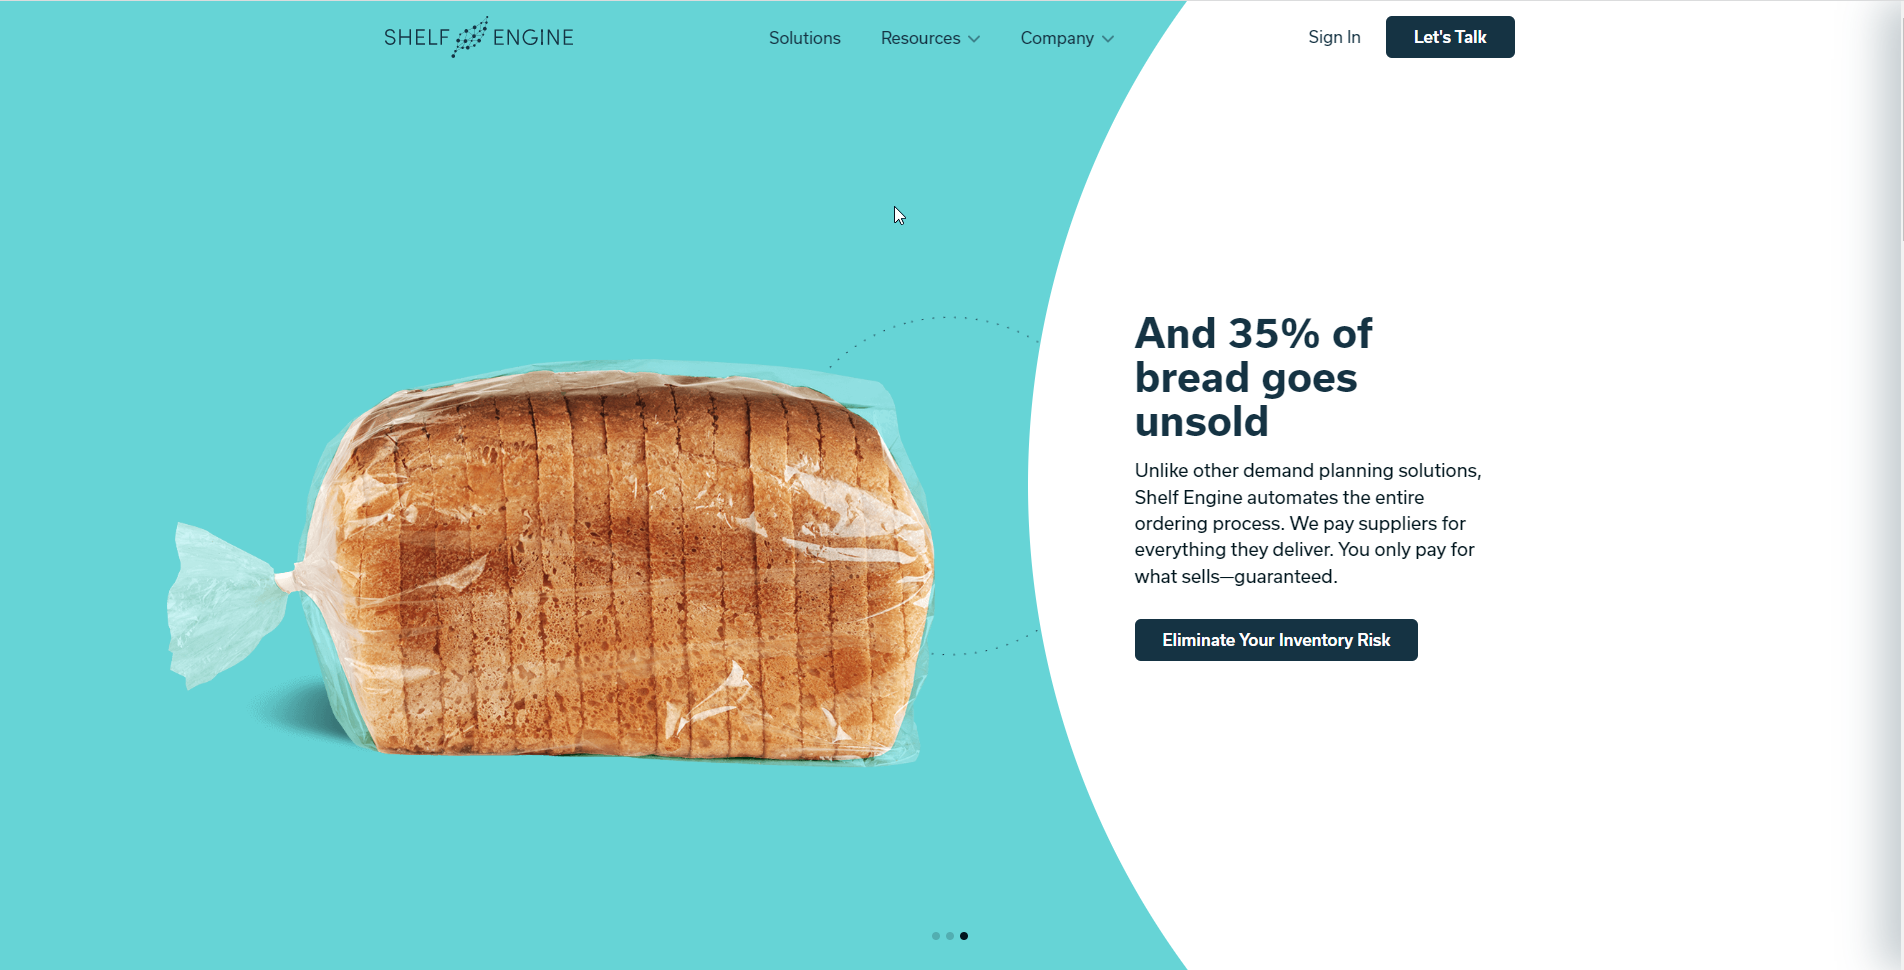 SHELF ENGINE
Solutions
Resources
Company
Sign In
Let's Talk
And 35% of
bread goes
unsold
Unlike other demand planning solutions,
Shelf Engine automates the entire
ordering process. We pay suppliers for
everything they deliver. You only pay for
what sells—guaranteed.
Eliminate Your Inventory Risk